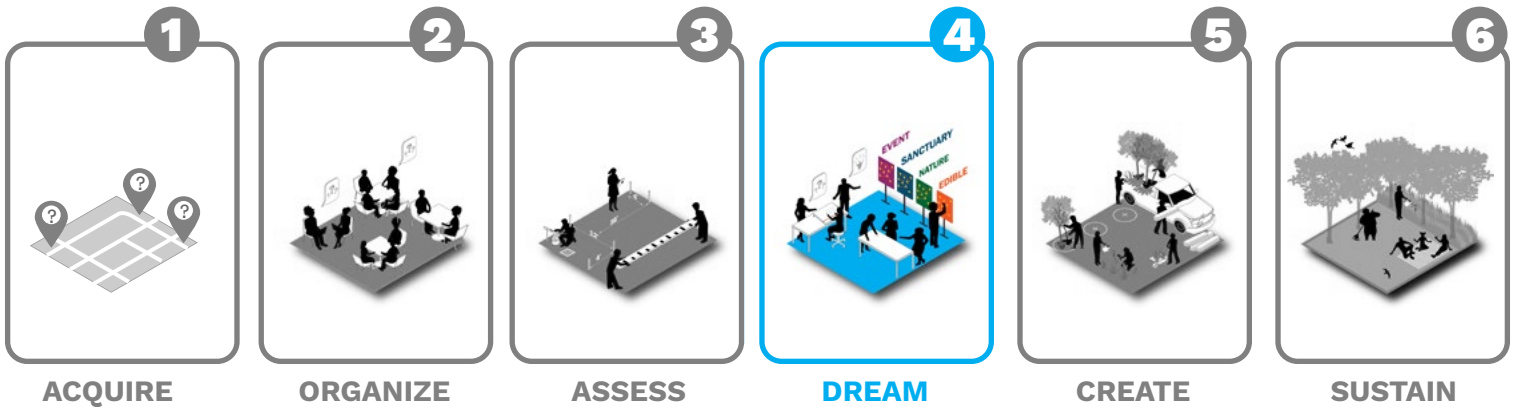 1
2
3
4
5
6
?
?
?
EVENT
SANCTUARY
NATURE
EDIBLE
ACQUIRE
ORGANIZE
ASSESS
DREAM
CREATE
SUSTAIN